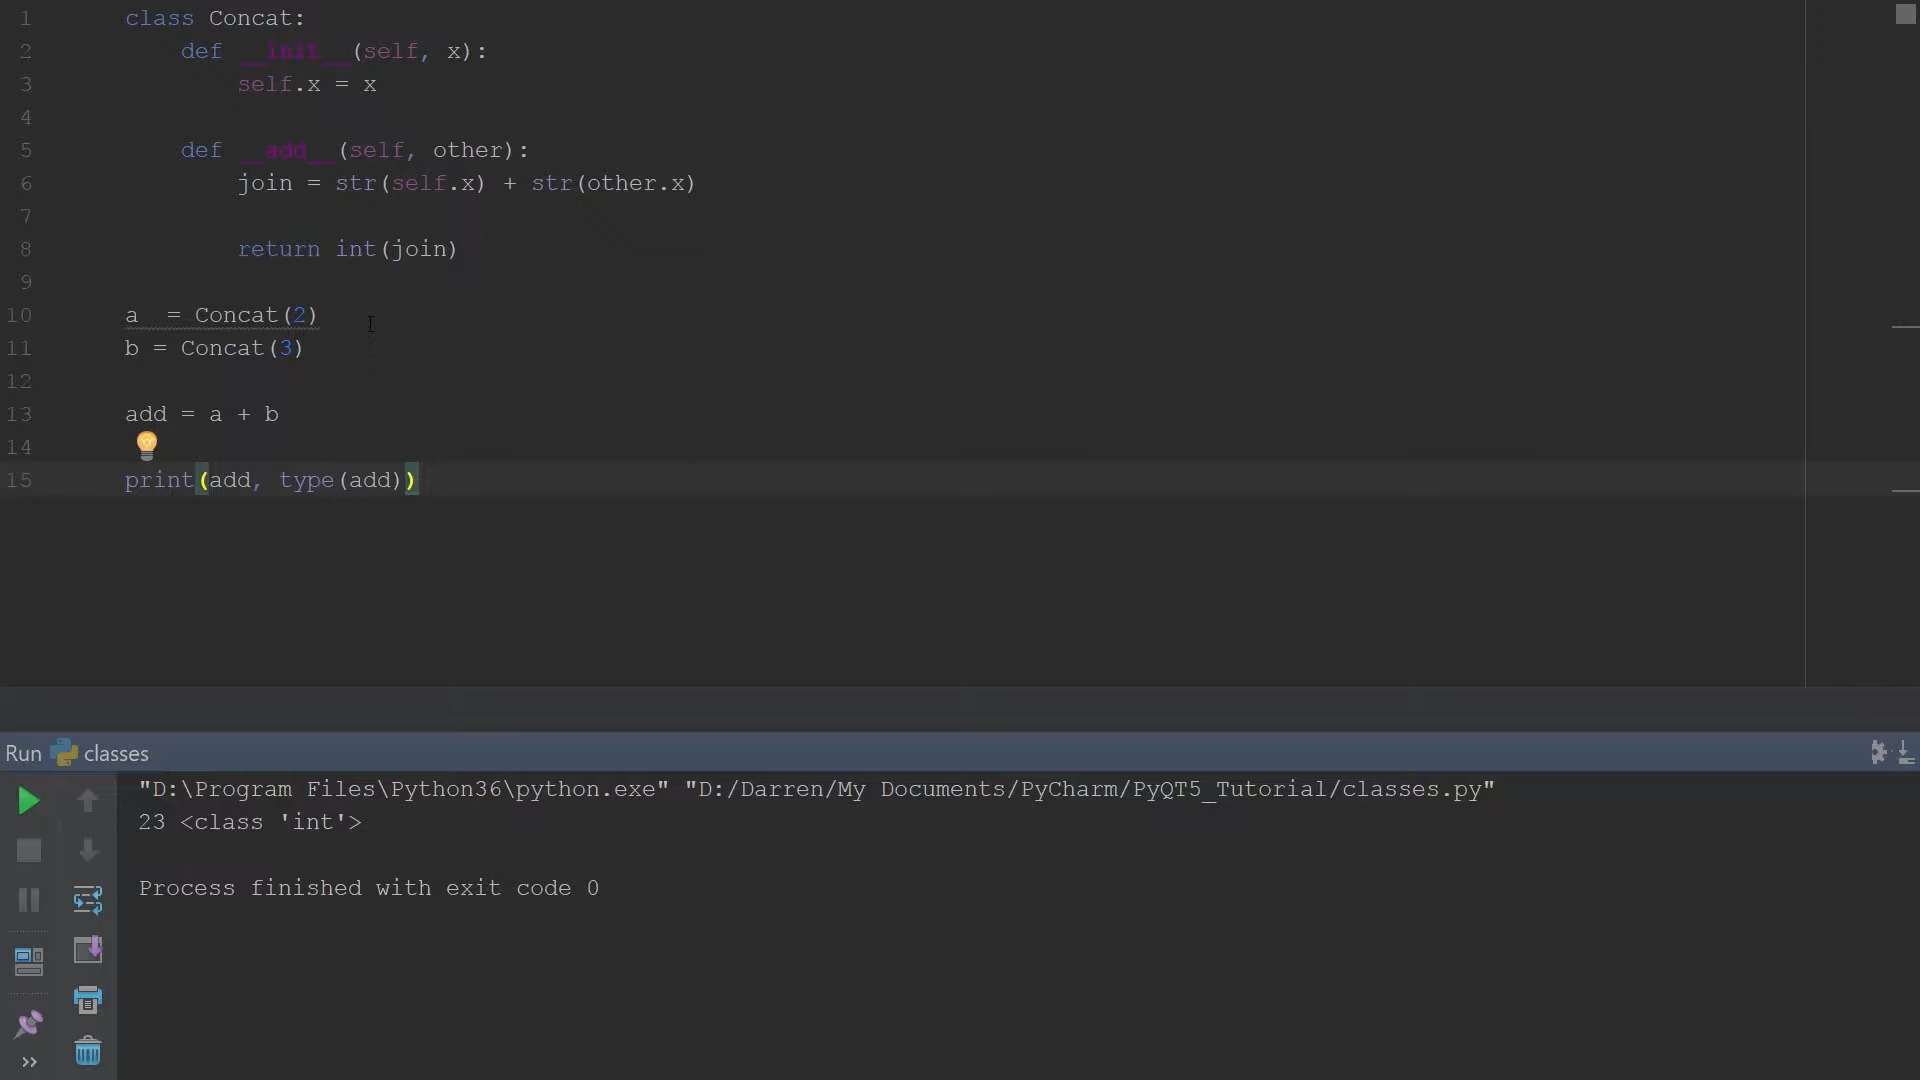 1 class Concat:
2 def __init__(self, x):
3 self.x = x
4
5 def __add__(self, other):
6 join = str(self.x) + str(other.x)
7
8 return int(join)
9
10 a  = Concat(2)
11 b = Concat(3)
12
13 add = a + b
14
15 print(add, type(add))
Run classes
"D:\Program Files\Python36\python.exe" "D:/Darren/My Documents/PyCharm/PyQT5_Tutorial/classes.py"
23 <class 'int'>
Process finished with exit code 0